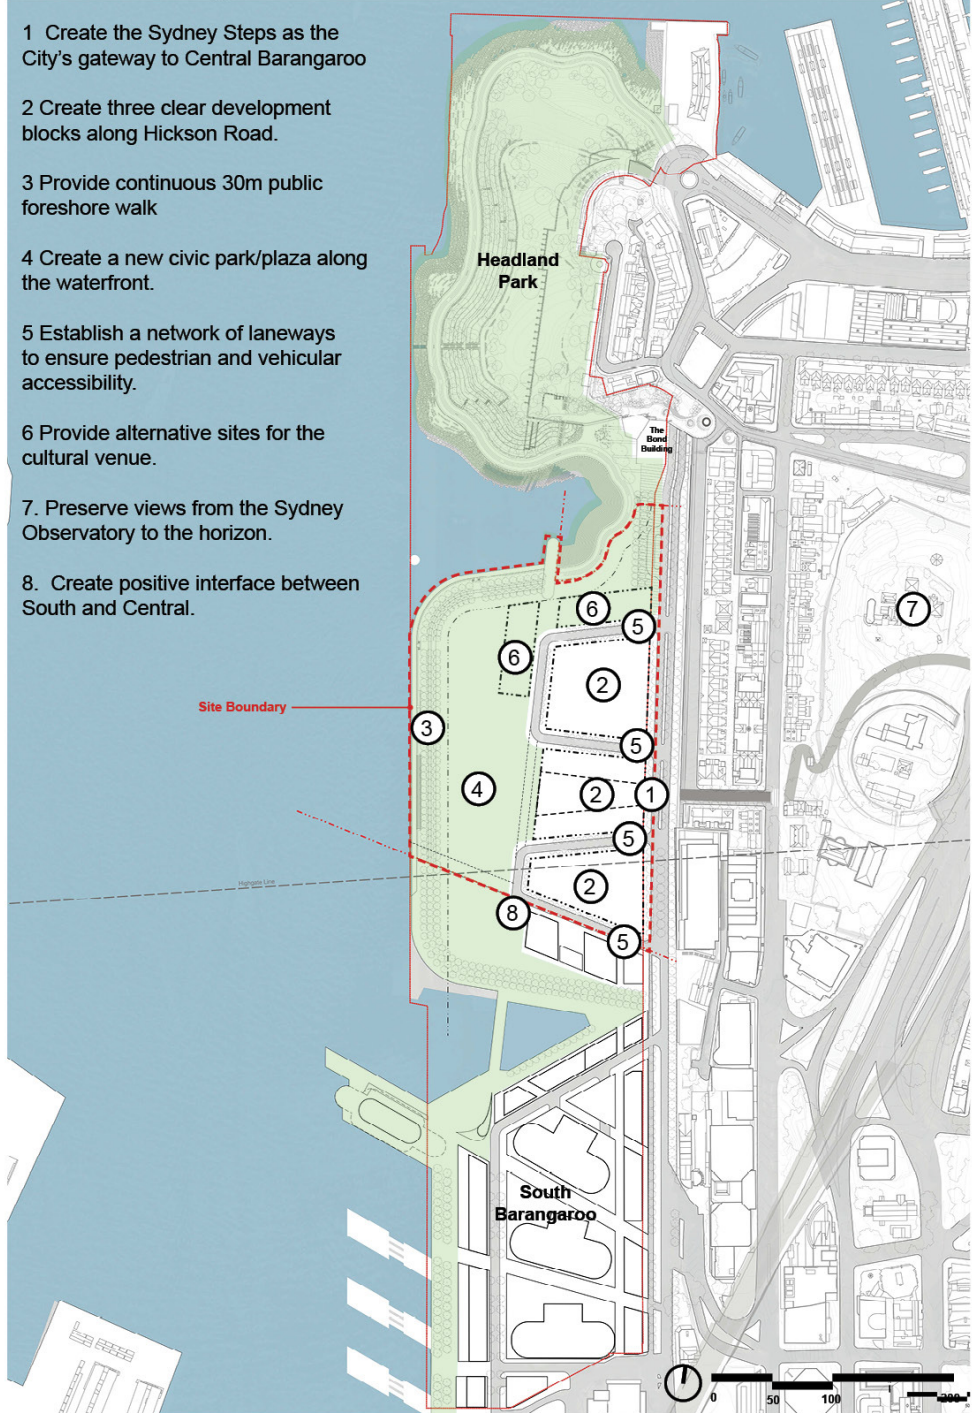 1  Create the Sydney Steps as the
City's gateway to Central Barangaroo
2 Create three clear development
blocks along Hickson Road.
3 Provide continuous 30m public
foreshore walk
4 Create a new civic park/plaza along
the waterfront.
5 Establish a network of laneways
to ensure pedestrian and vehicular
accessibility.
6 Provide alternative sites for the
cultural venue.
7. Preserve views from the Sydney
Observatory to the horizon.
8.  Create positive interface between
South and Central.
Headland
Park
The
Bond
Building
6
5
7
6
2
Site Boundary
3
5
4
2
1
5
Highgate Line
2
8
5
South
Barangaroo
0
50
100
200